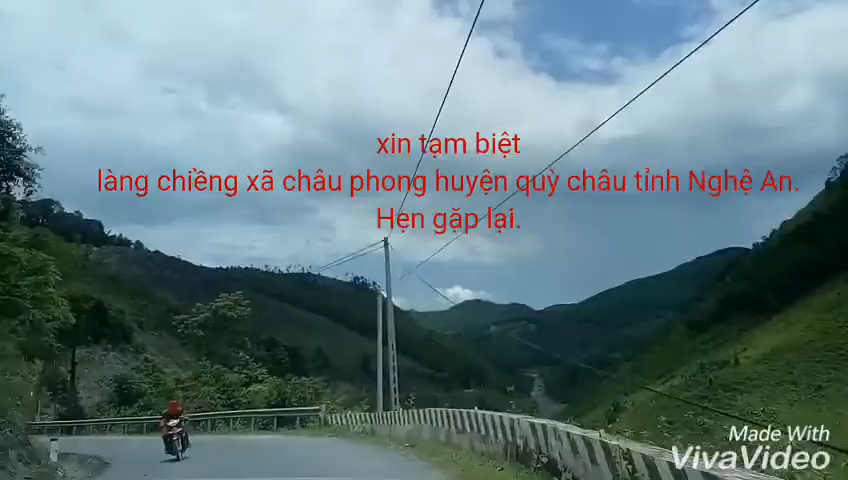 xin tạm biệt
làng chiềng xã châu phong huyện quỳ châu tỉnh Nghệ An.
Hẹn gặp lại.
Made With
VivaVideo